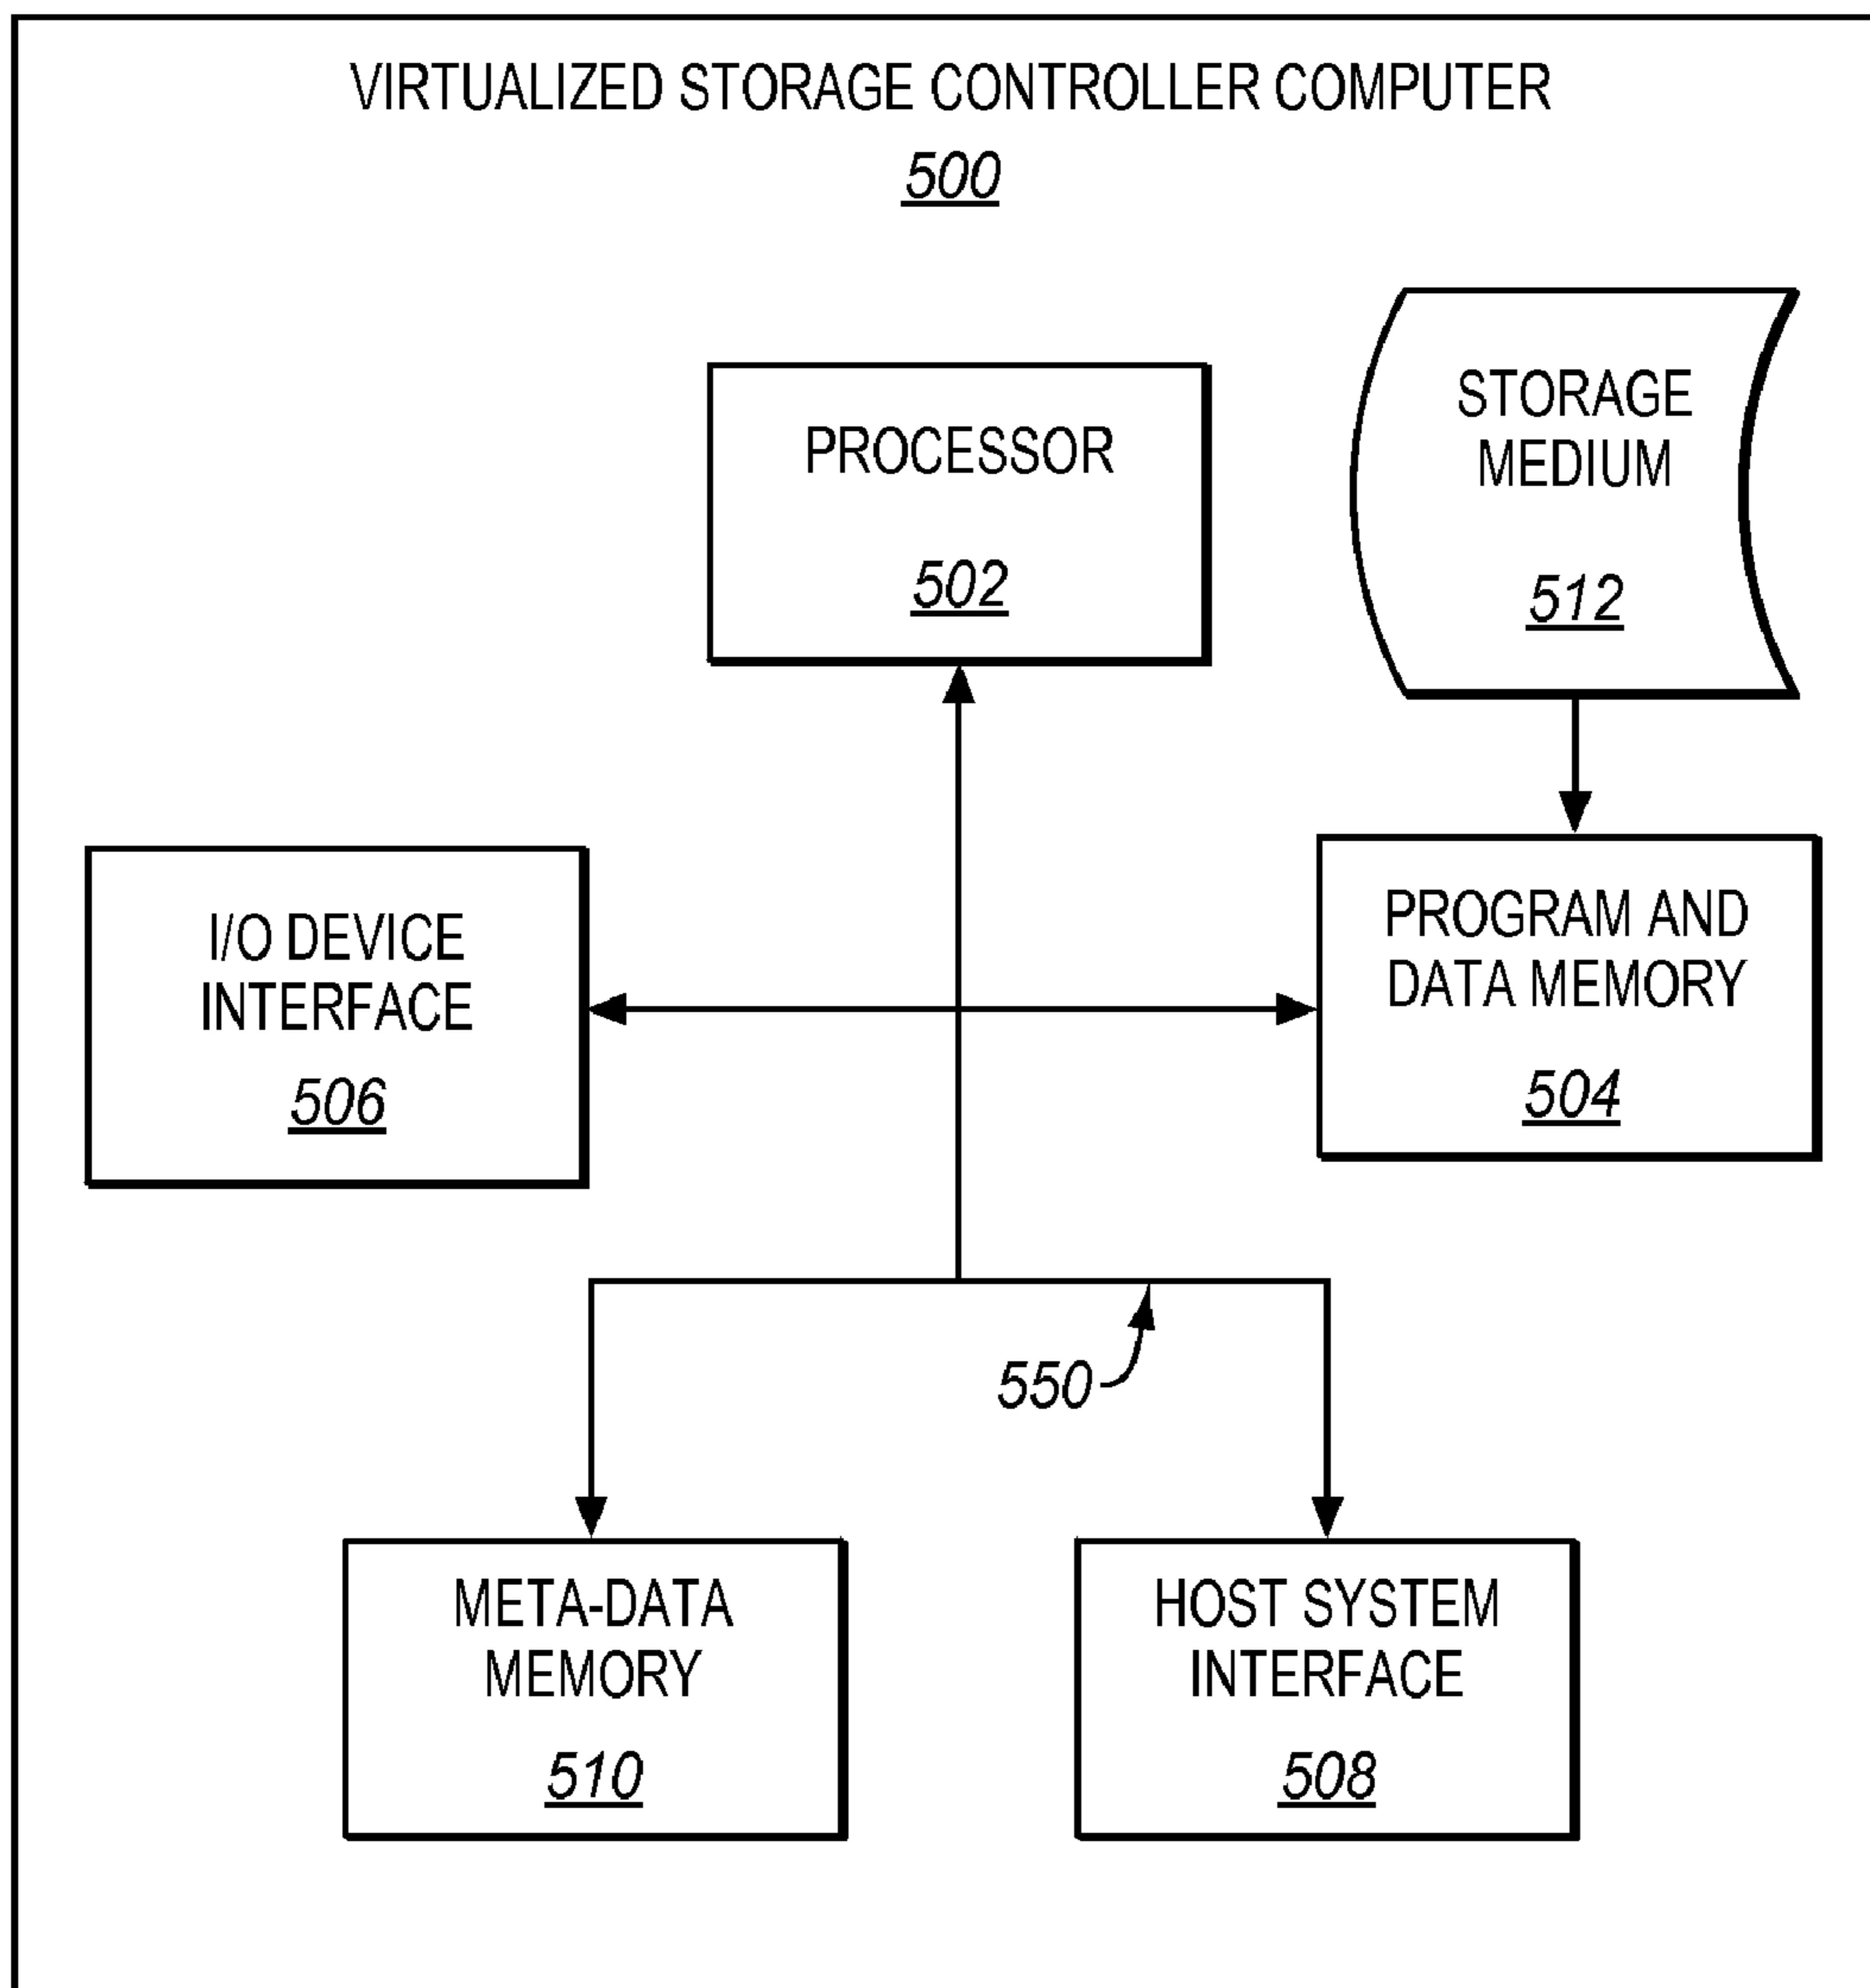 VIRTUALIZED STORAGE CONTROLLER COMPUTER
500
PROCESSOR
502
STORAGE
MEDIUM
512
I/O DEVICE
INTERFACE
506
PROGRAM AND
DATA MEMORY
504
550
META-DATA
MEMORY
510
HOST SYSTEM
INTERFACE
508